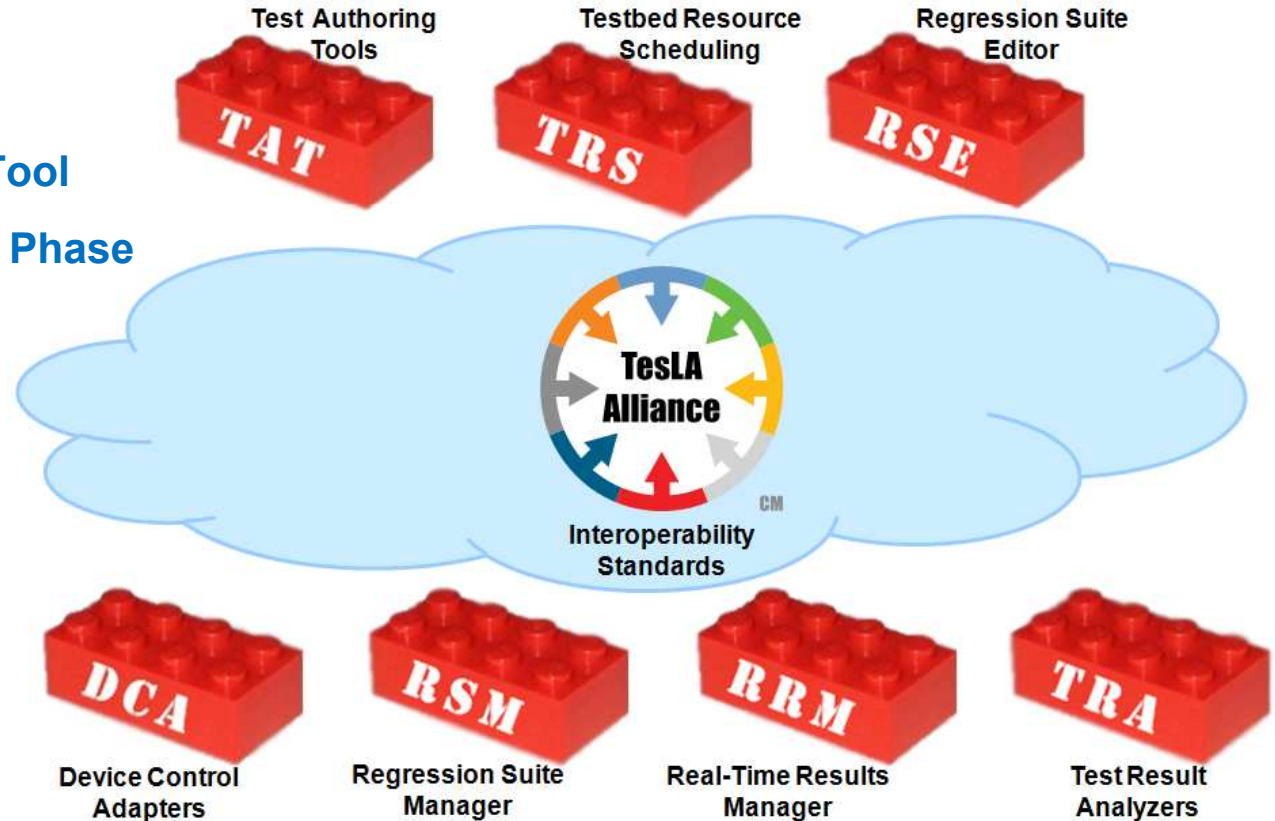 Test Authoring
Tools
Testbed Resource
Scheduling
Regression Suite
Editor
TAT
TRS
RSE
Tool
Phase
TesLA
Alliance
CM
Interoperability
Standards
DCA
RSM
RRM
TRA
Device Control
Adapters
Regression Suite
Manager
Real-Time Results
Manager
Test Result
Analyzers